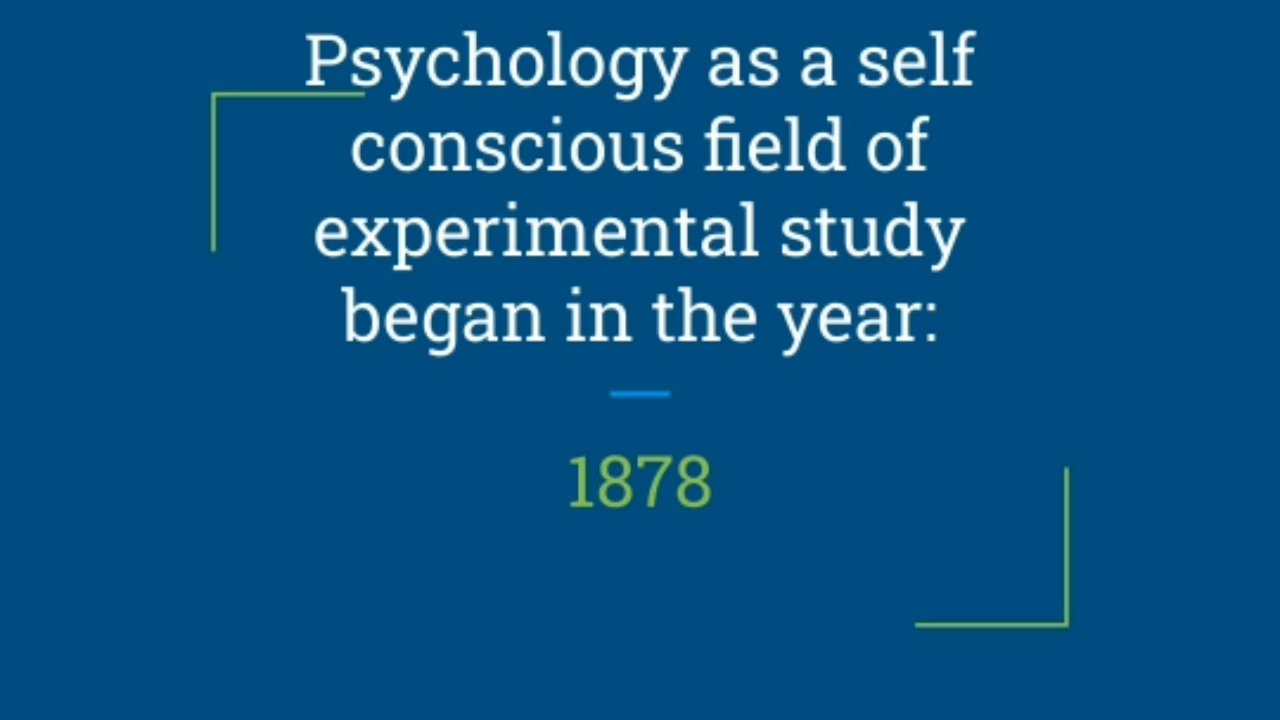 Psychology as a self
conscious field of
experimental study
began in the year:
1878